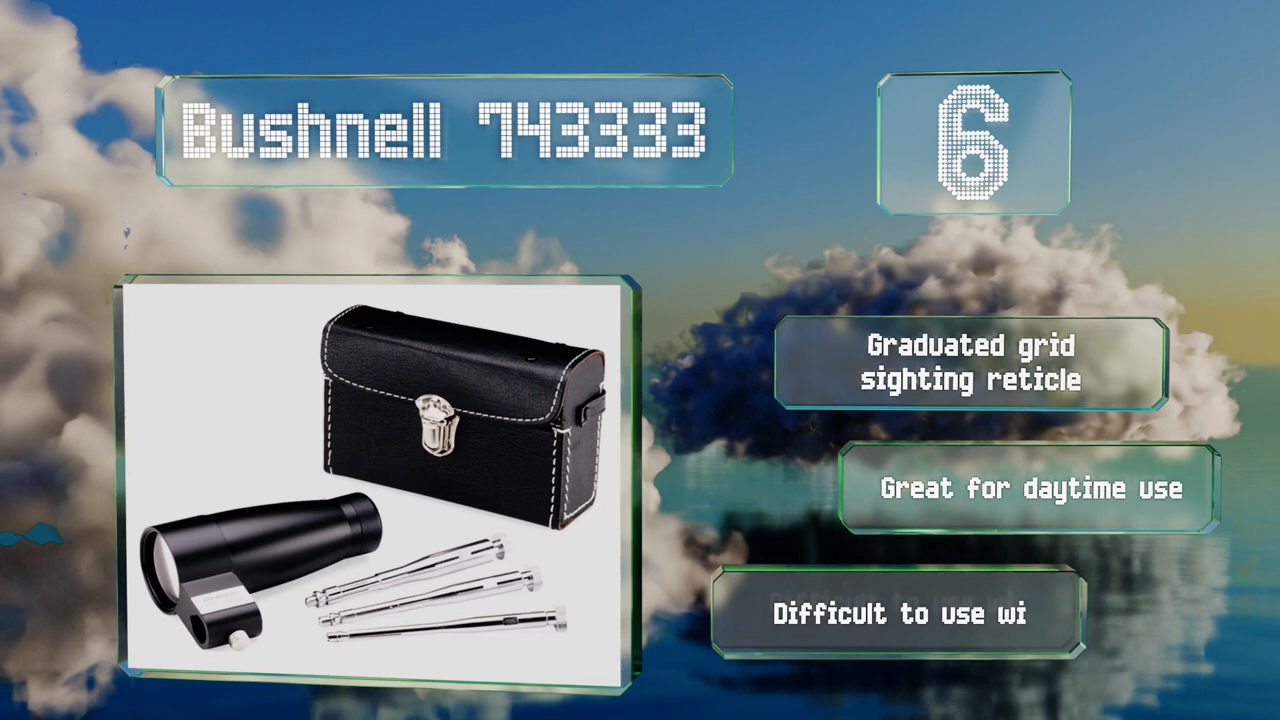 Bushnell 743333
6
Graduated grid
sighting reticle
Great for daytime use
Difficult to use wi